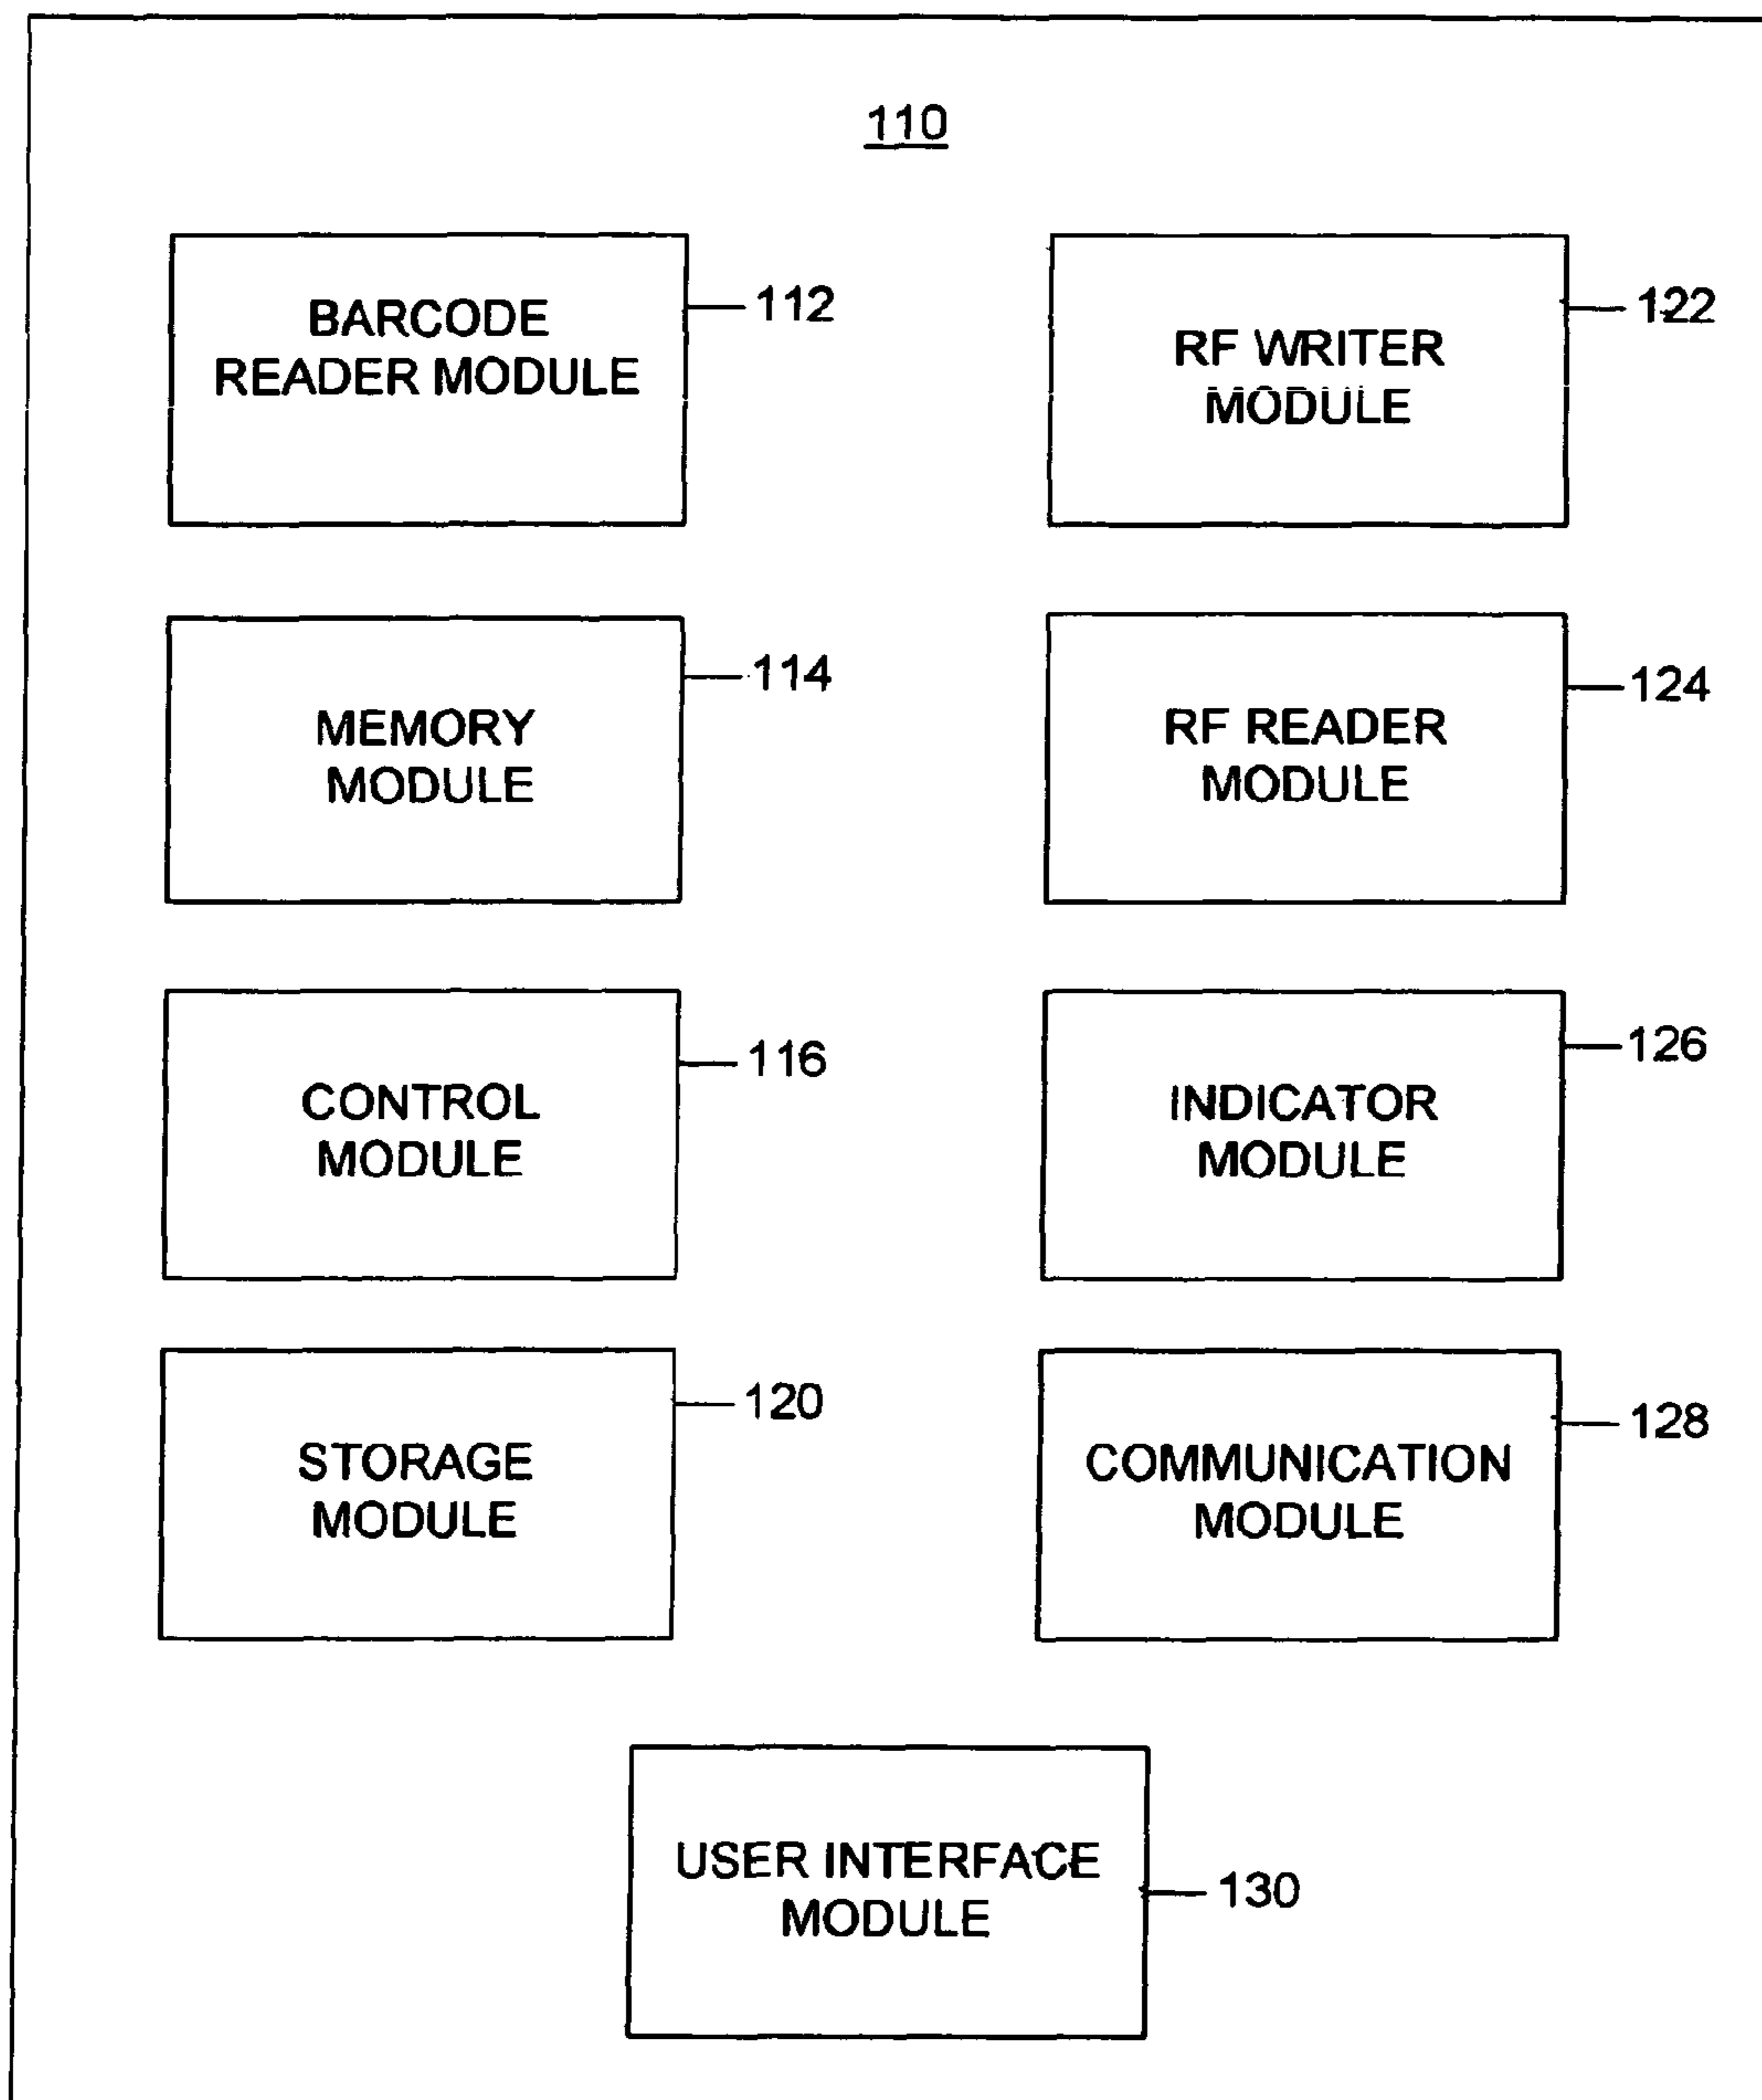 110
BARCODE
READER MODULE
112
RF WRITER
MODULE
122
MEMORY
MODULE
114
RF READER
MODULE
124
CONTROL
MODULE
116
INDICATOR
MODULE
126
STORAGE
MODULE
120
COMMUNICATION
MODULE
128
USER INTERFACE
MODULE
130